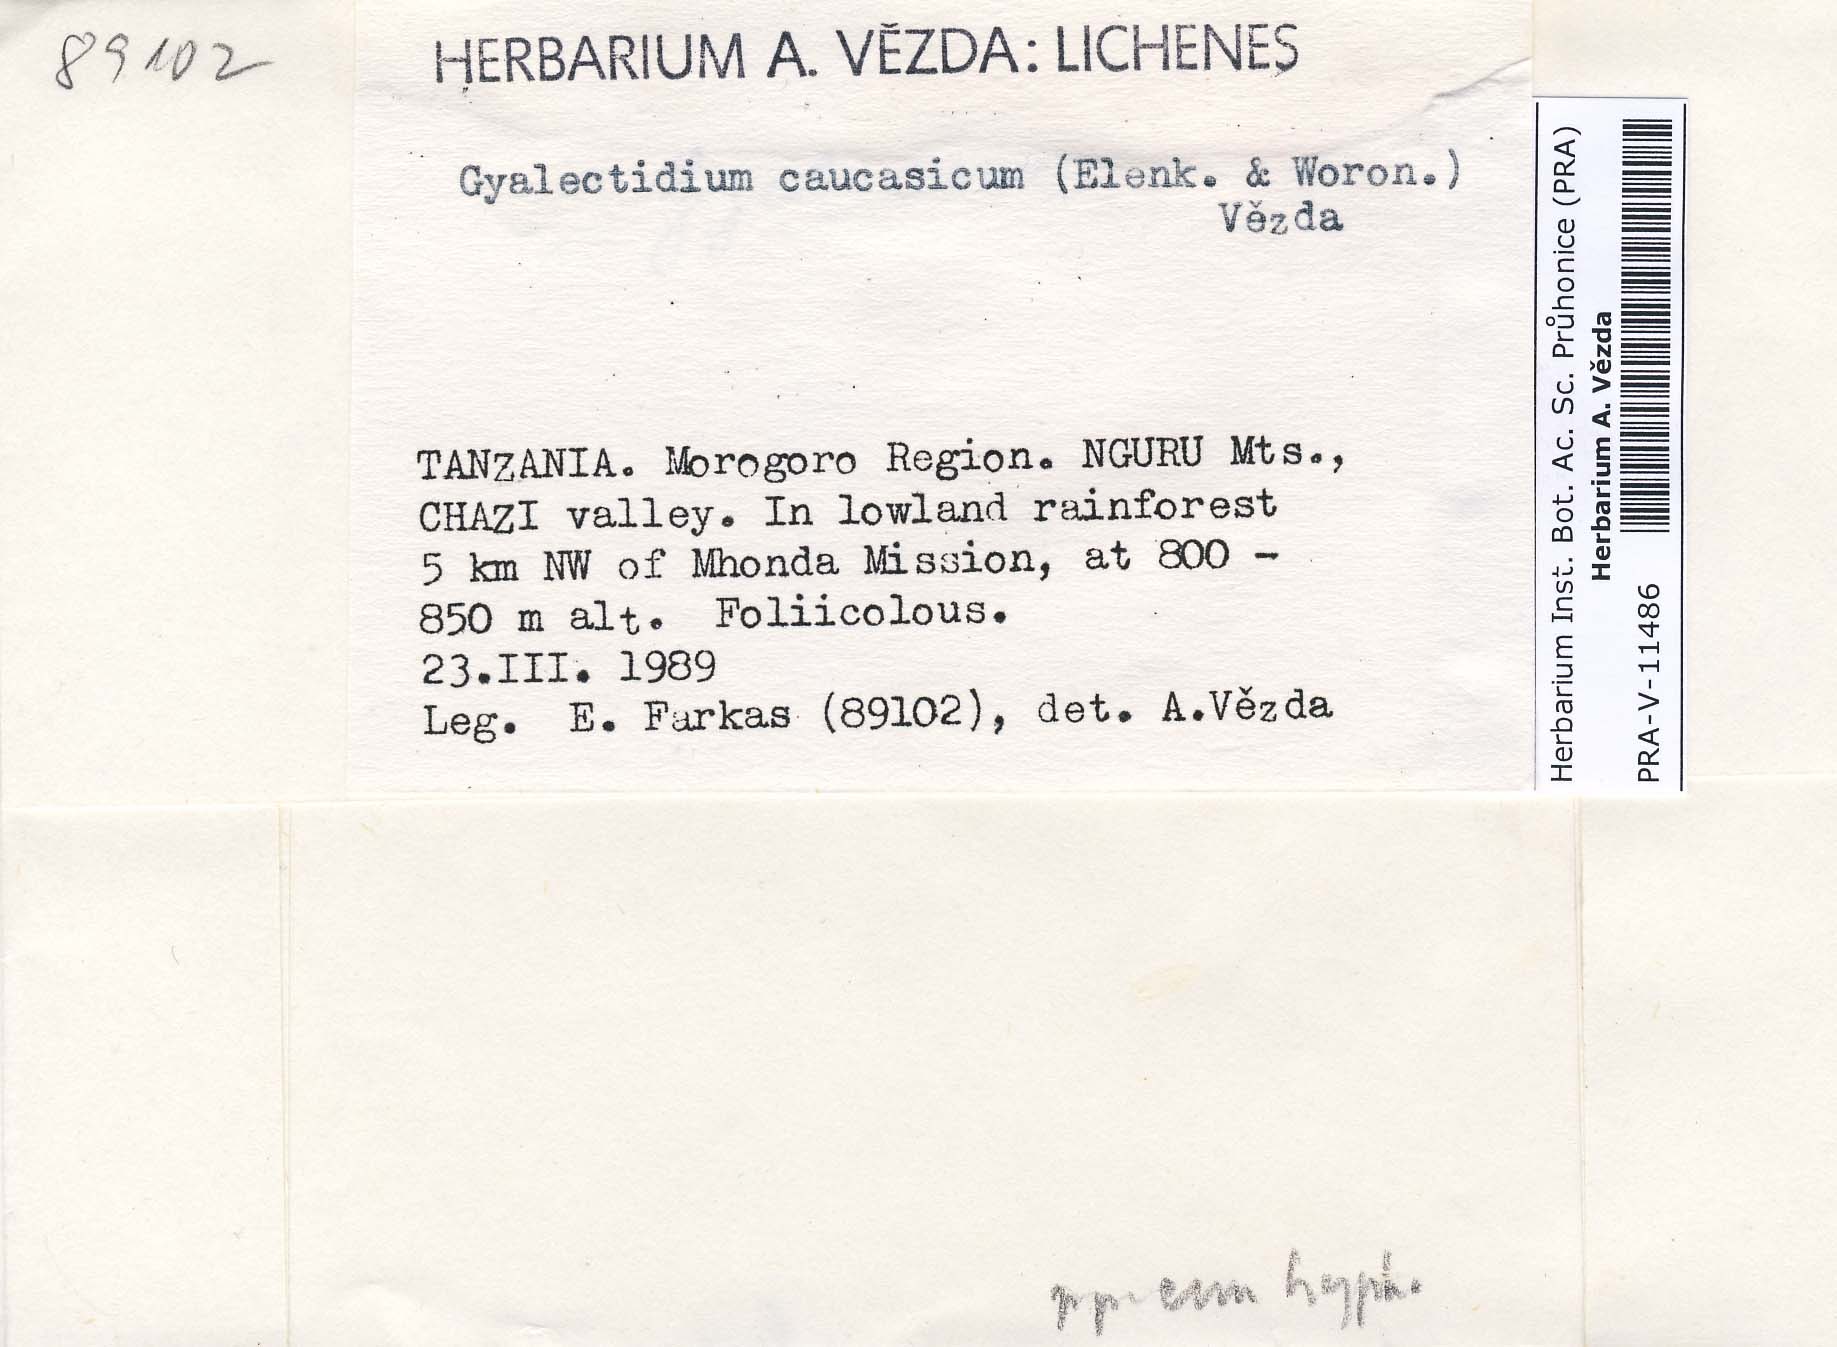 89102
HERBARIUM A. VĚZDA: LICHENES
Gyalectidium caucasicum (Elenk. & Woron.)
Vězda
TANZANIA. Morogoro Region. NGURU Mts.,
CHAZI valley. In lowland rainforest
5 km NW of Mhonda Mission, at 800 -
850 m alt. Foliicolous.
23.III. 1989
Leg. E. Farkas (89102), det. A.Vězda
Herbarium Inst. Bot. Ac. Sc. Průhonice (PRA)
Herbarium A. Vězda
PRA-V-11486
cum